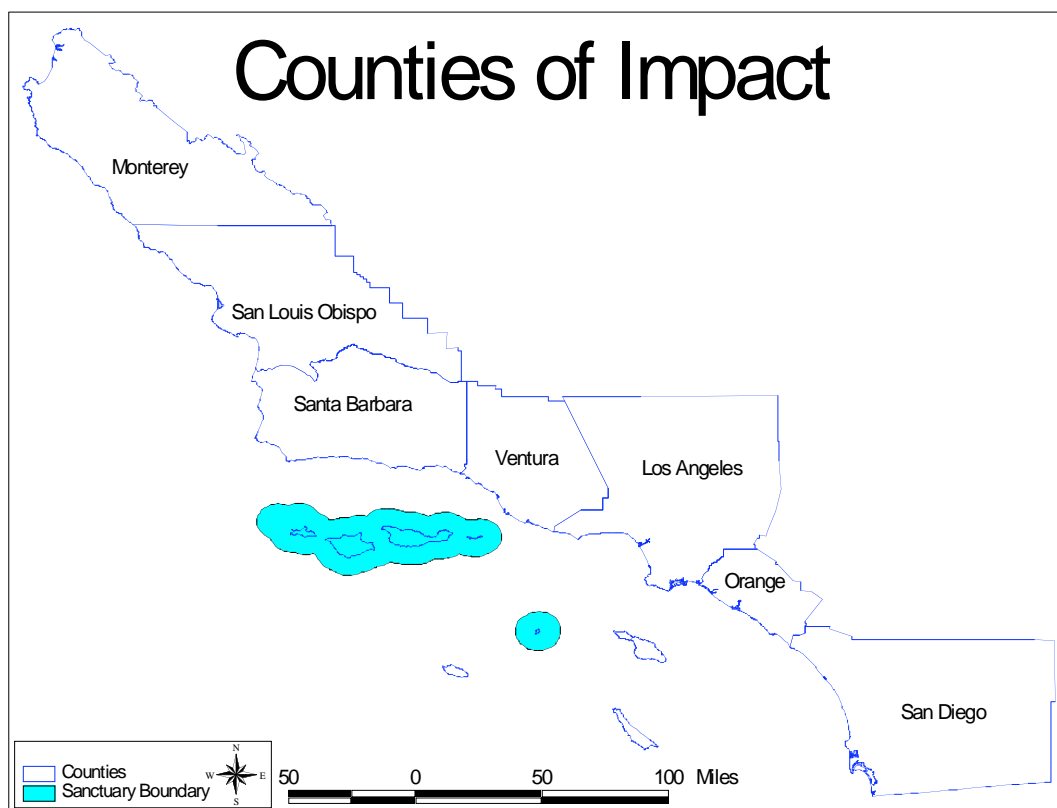 Counties of Impact
Monterey
San Louis Obispo
Santa Barbara
Ventura
Los Angeles
Orange
San Diego
Counties
Sanctuary Boundary
N
W E
S
50 0 50 100 Miles